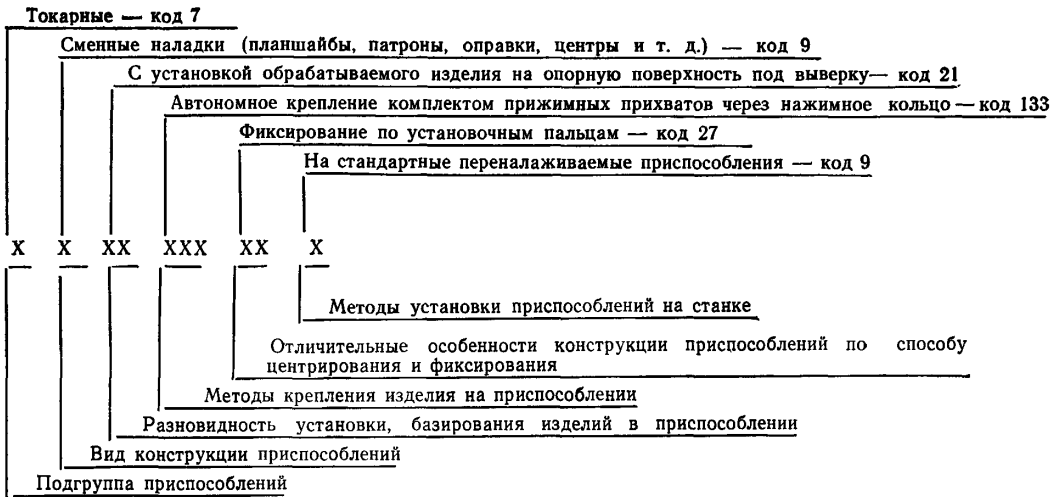 Токарные — код 7
Сменные наладки (планшайбы, патроны, оправки, центры и т. д.) — код 9
С установкой обрабатываемого изделия на опорную поверхность под выверку— код 21
Автономное крепление комплектом прижимных прихватов через нажимное кольцо — код 133
Фиксирование по установочным пальцам — код 27
На стандартные переналаживаемые приспособления — код 9
X X XX XXX XX X
Методы установки приспособлений на станке
Отличительные особенности конструкции приспособлений по способу
центрирования и фиксирования
Методы крепления изделия на приспособлении
Разновидность установки, базирования изделий в приспособлении
Вид конструкции приспособлений
Подгруппа приспособлений